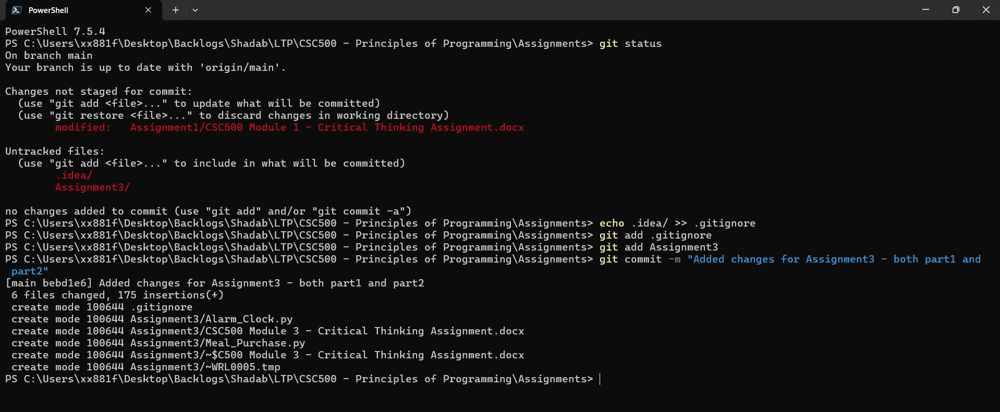 PowerShell
PowerShell 7.5.4
PS C:\Users\xx881f\Desktop\Backlogs\Shadab\LTP\CSC500 - Principles of Programming\Assignments> git status
On branch main
Your branch is up to date with 'origin/main'.
Changes not staged for commit:
  (use "git add <file>..." to update what will be committed)
  (use "git restore <file>..." to discard changes in working directory)
        modified:   Assignment1/CSC500 Module 1 - Critical Thinking Assignment.docx
Untracked files:
  (use "git add <file>..." to include in what will be committed)
        .idea/
        Assignment3/
no changes added to commit (use "git add" and/or "git commit -a")
PS C:\Users\xx881f\Desktop\Backlogs\Shadab\LTP\CSC500 - Principles of Programming\Assignments> echo .idea/ >> .gitignore
PS C:\Users\xx881f\Desktop\Backlogs\Shadab\LTP\CSC500 - Principles of Programming\Assignments> git add .gitignore
PS C:\Users\xx881f\Desktop\Backlogs\Shadab\LTP\CSC500 - Principles of Programming\Assignments> git add Assignment3
PS C:\Users\xx881f\Desktop\Backlogs\Shadab\LTP\CSC500 - Principles of Programming\Assignments> git commit -m "Added changes for Assignment3 - both part1 and
 part2"
[main bebd1e6] Added changes for Assignment3 - both part1 and part2
 6 files changed, 175 insertions(+)
 create mode 100644 .gitignore
 create mode 100644 Assignment3/Alarm_Clock.py
 create mode 100644 Assignment3/CSC500 Module 3 - Critical Thinking Assignment.docx
 create mode 100644 Assignment3/Meal_Purchase.py
 create mode 100644 Assignment3/~$C500 Module 3 - Critical Thinking Assignment.docx
 create mode 100644 Assignment3/~WRL0005.tmp
PS C:\Users\xx881f\Desktop\Backlogs\Shadab\LTP\CSC500 - Principles of Programming\Assignments>